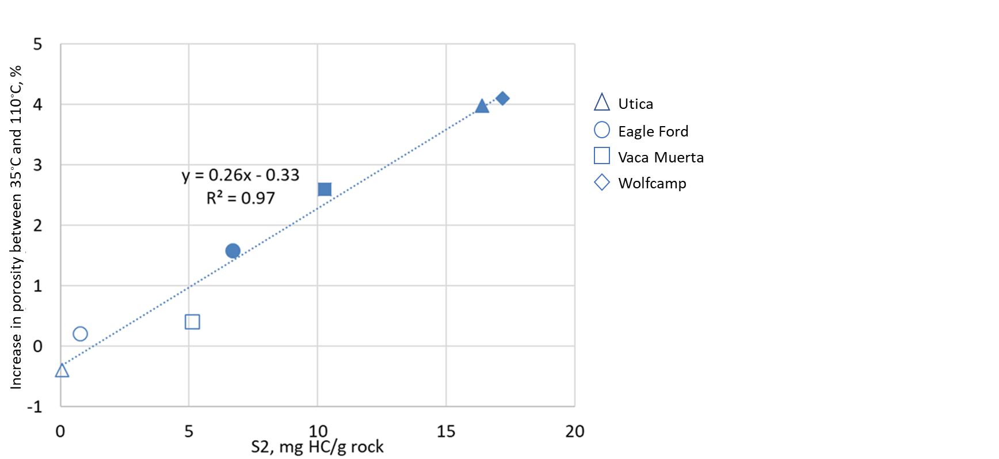 5
4
3
2
1
0
-1
Increase in porosity between 35°C and 110°C, %
y = 0.26x - 0.33
R² = 0.97
0 5 10 15 20
S2, mg HC/g rock
Utica
Eagle Ford
Vaca Muerta
Wolfcamp